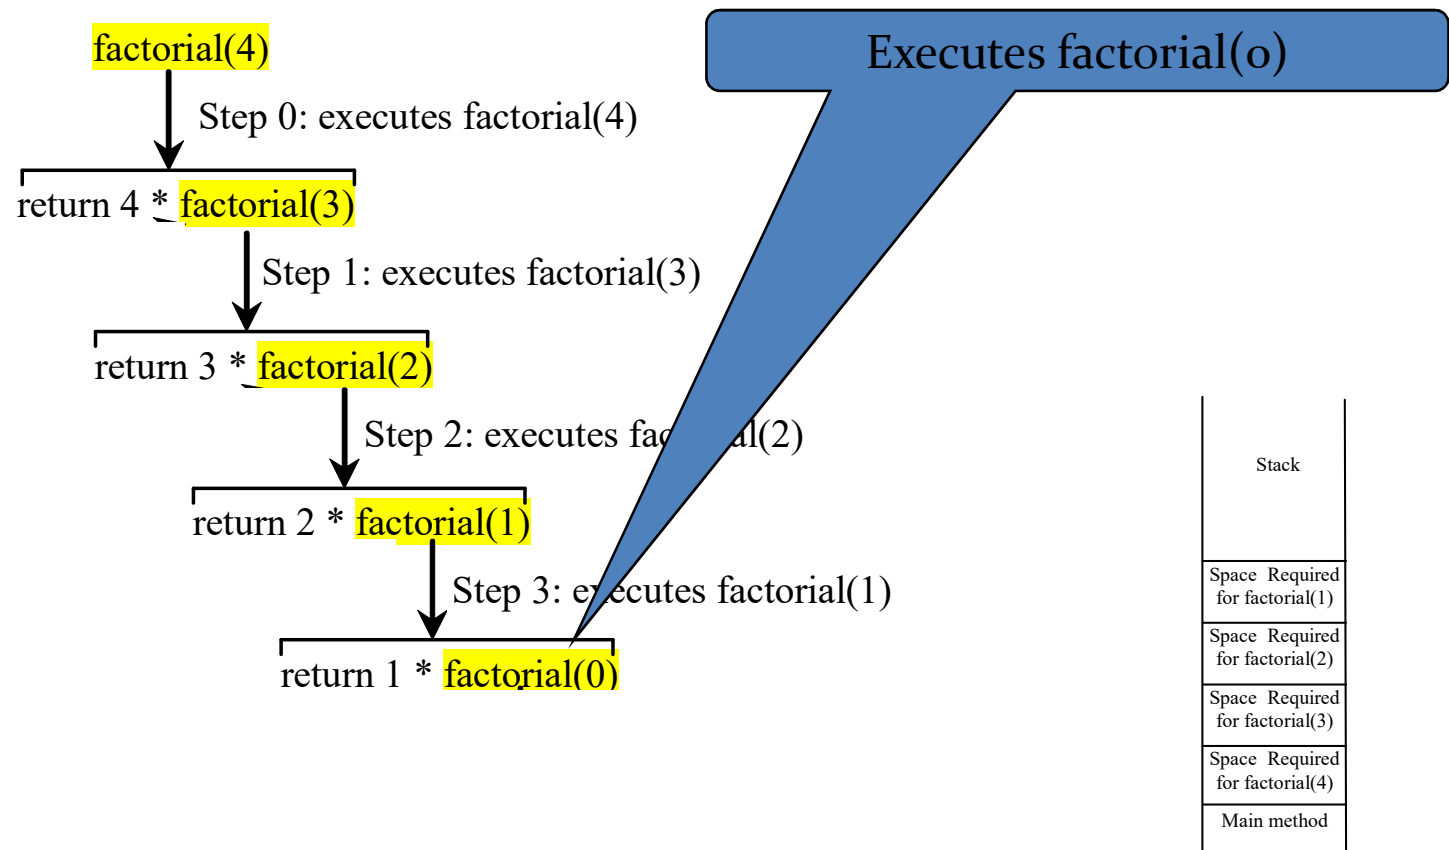 factorial(4)
Executes factorial(0)
Step 0: executes factorial(4)
return 4 * factorial(3)
Step 1: executes factorial(3)
return 3 * factorial(2)
Step 2: executes fac al(2)
return 2 * factorial(1)
Step 3: executes factorial(1)
return 1 * factorial(0)
Stack
Space Required
for factorial(1)
Space Required
for factorial(2)
Space Required
for factorial(3)
Space Required
for factorial(4)
Main method